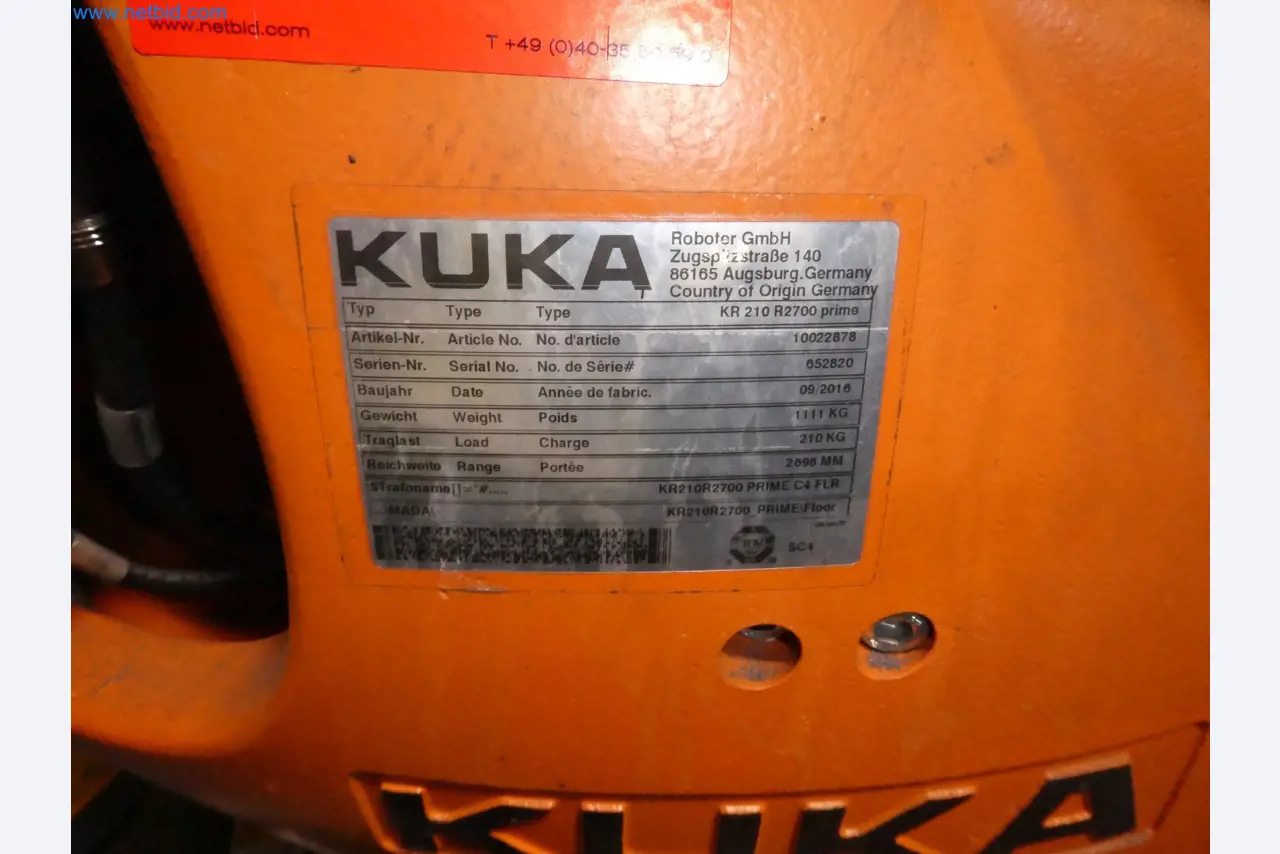 www.netbid.com
www.netbid.com
T +49 (0)40-35
KUKA
Roboter GmbH
Zugspitzstraße 140
86165 Augsburg.Germany
Country of Origin Germany
Typ Type Type KR 210 R2700 prime
Artikel-Nr. Article No. No. d'article 10022878
Serien-Nr. Serial No. No. de Série# 652820
Baujahr Date Année de fabric. 09/2016
Gewicht Weight Poids 1111 KG
Traglast Load Charge 210 KG
Reichweite Range Portée 2696 MM
$Trafoname[]="#..... KR210R2700 PRIME C4 FLR
MADA\ KR210R2700_PRIME\Floor
SC4
KUKA